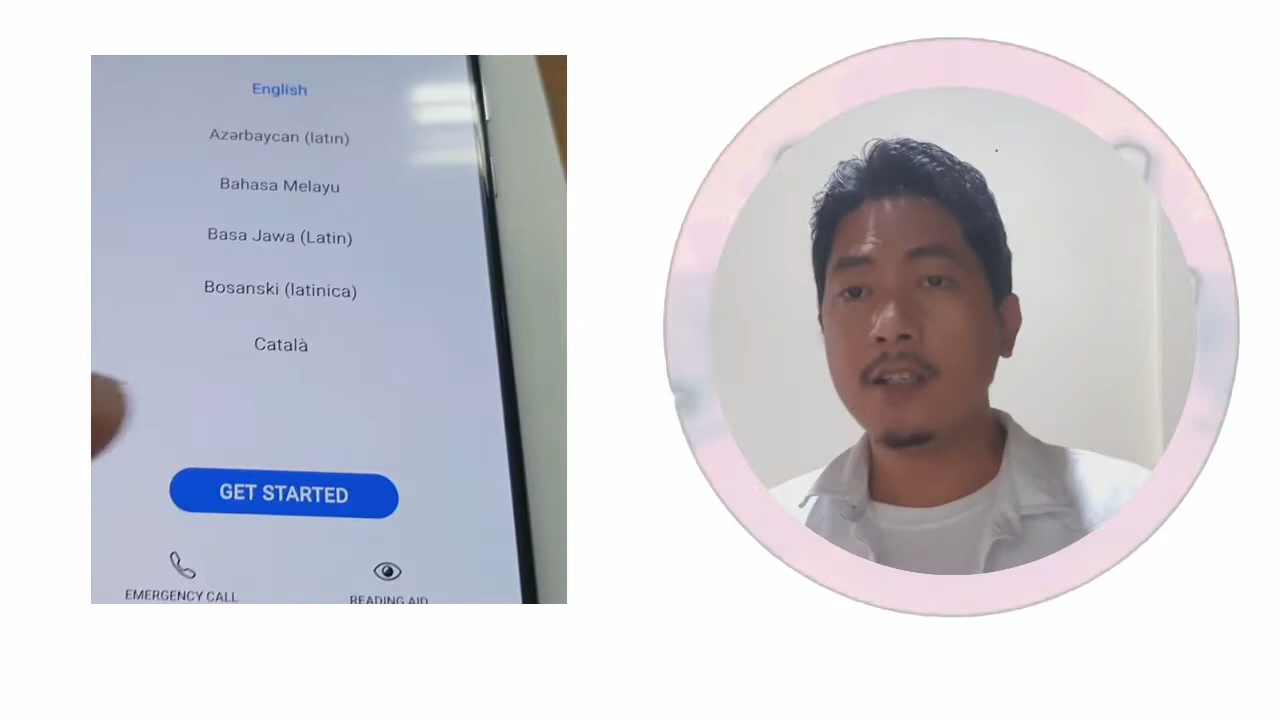 English
Azərbaycan (latın)
Bahasa Melayu
Basa Jawa (Latin)
Bosanski (latinica)
Català
GET STARTED
EMERGENCY CALL
READING AID